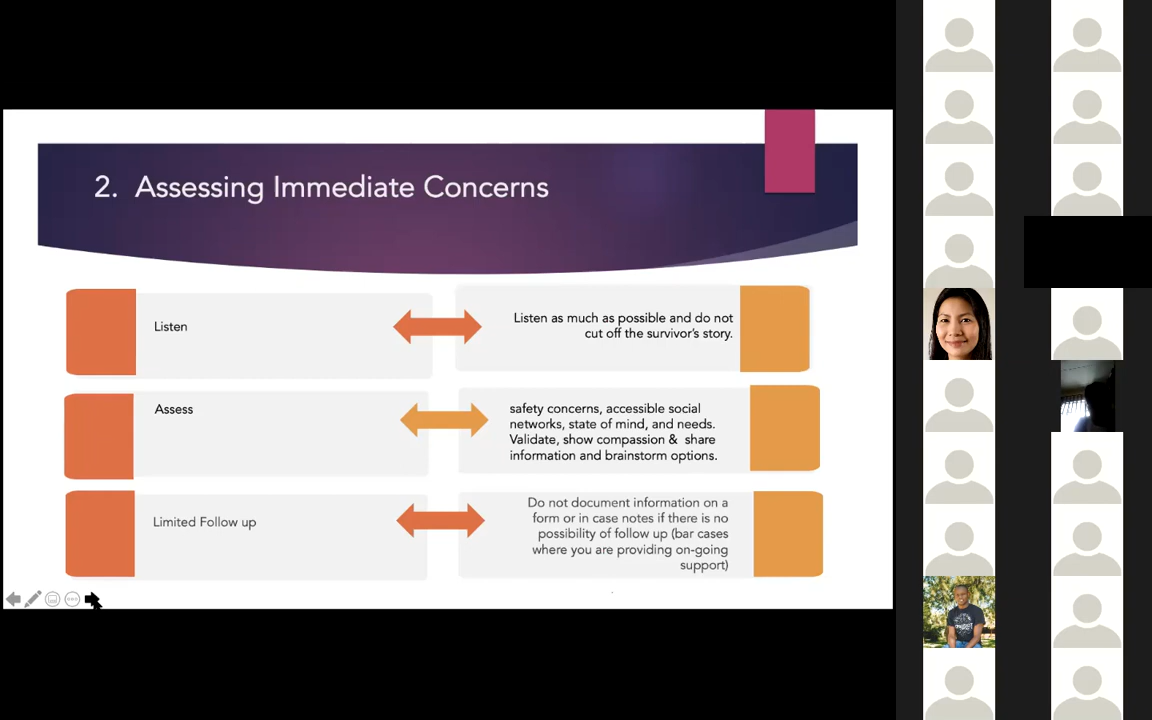 2. Assessing Immediate Concerns
Listen
Listen as much as possible and do not
cut off the survivor's story.
Assess
safety concerns, accessible social
networks, state of mind, and needs.
Validate, show compassion & share
information and brainstorm options.
Limited Follow up
Do not document information on a
form or in case notes if there is no
possibility of follow up (bar cases
where you are providing on-going
support)